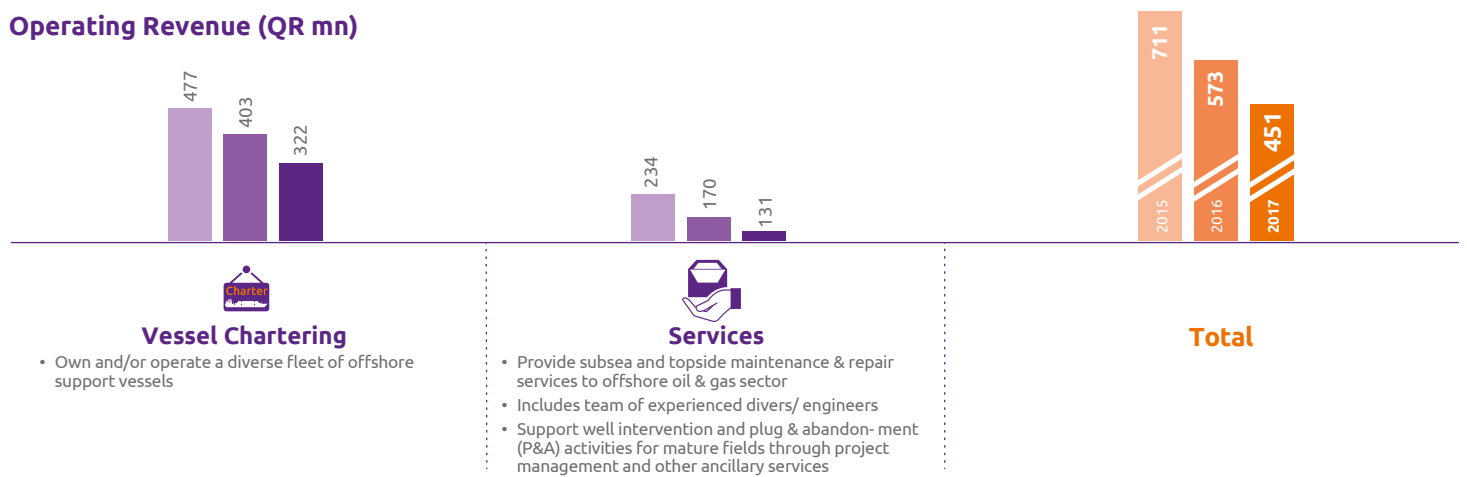 Operating Revenue (QR mn)
477
403
322
234
170
131
711
573
451
2015
2016
2017
Charter
Vessel Chartering
• Own and/or operate a diverse fleet of offshore
support vessels
Services
• Provide subsea and topside maintenance & repair
services to offshore oil & gas sector
• Includes team of experienced divers/ engineers
• Support well intervention and plug & abandon- ment
(P&A) activities for mature fields through project
management and other ancillary services
Total